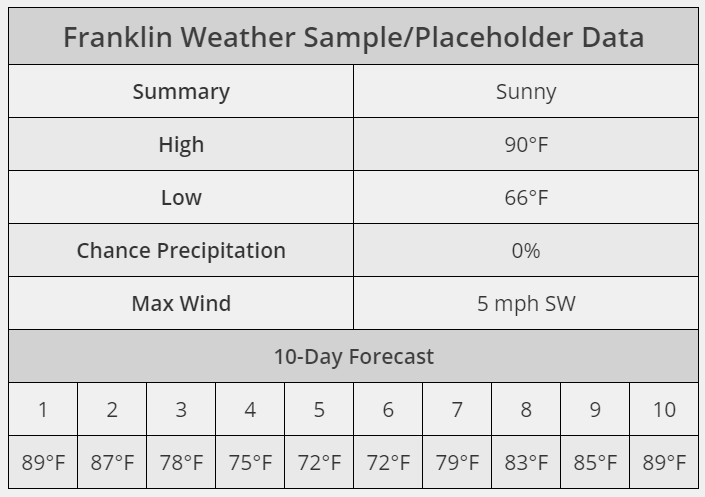 Franklin Weather Sample/Placeholder Data
Summary Sunny
High 90°F
Low 66°F
Chance Precipitation 0%
Max Wind 5 mph SW
10-Day Forecast
1 2 3 4 5 6 7 8 9 10
89°F 87°F 78°F 75°F 72°F 72°F 79°F 83°F 85°F 89°F